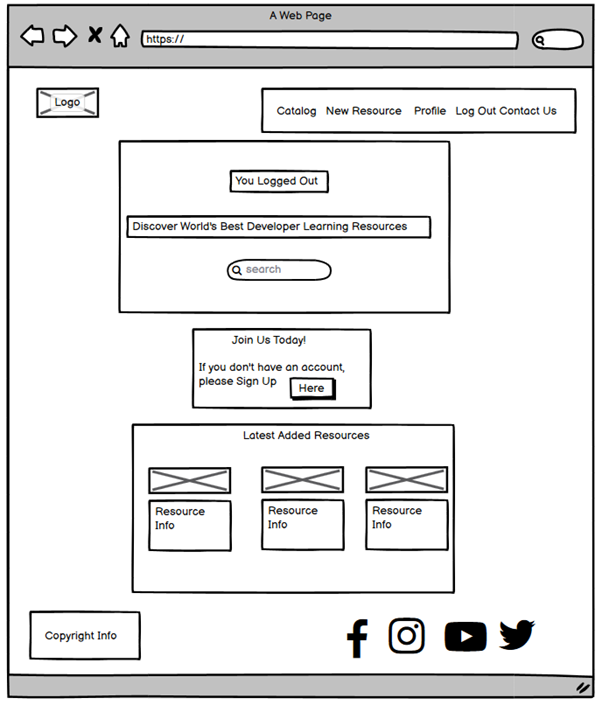 A Web Page
https://
Logo
Catalog New Resource Profile Log Out Contact Us
You Logged Out
Discover World's Best Developer Learning Resources
search
Join Us Today!
If you don't have an account,
please Sign Up
Here
Latest Added Resources
Resource
Info
Resource
Info
Resource
Info
Copyright Info